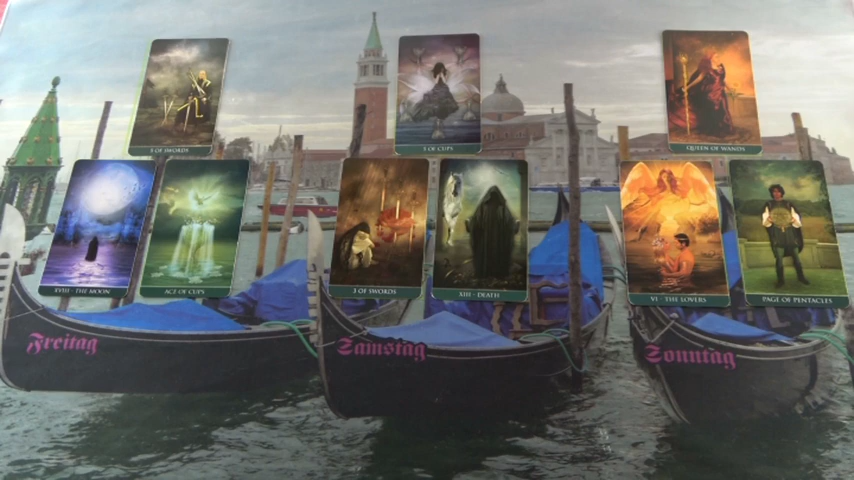 5 OF SWORDS
5 OF CUPS
QUEEN OF WANDS
XVIII · THE MOON
ACE OF CUPS
3 OF SWORDS
XIII · DEATH
VI · THE LOVERS
PAGE OF PENTACLES
Freitag
Samstag
Sonntag